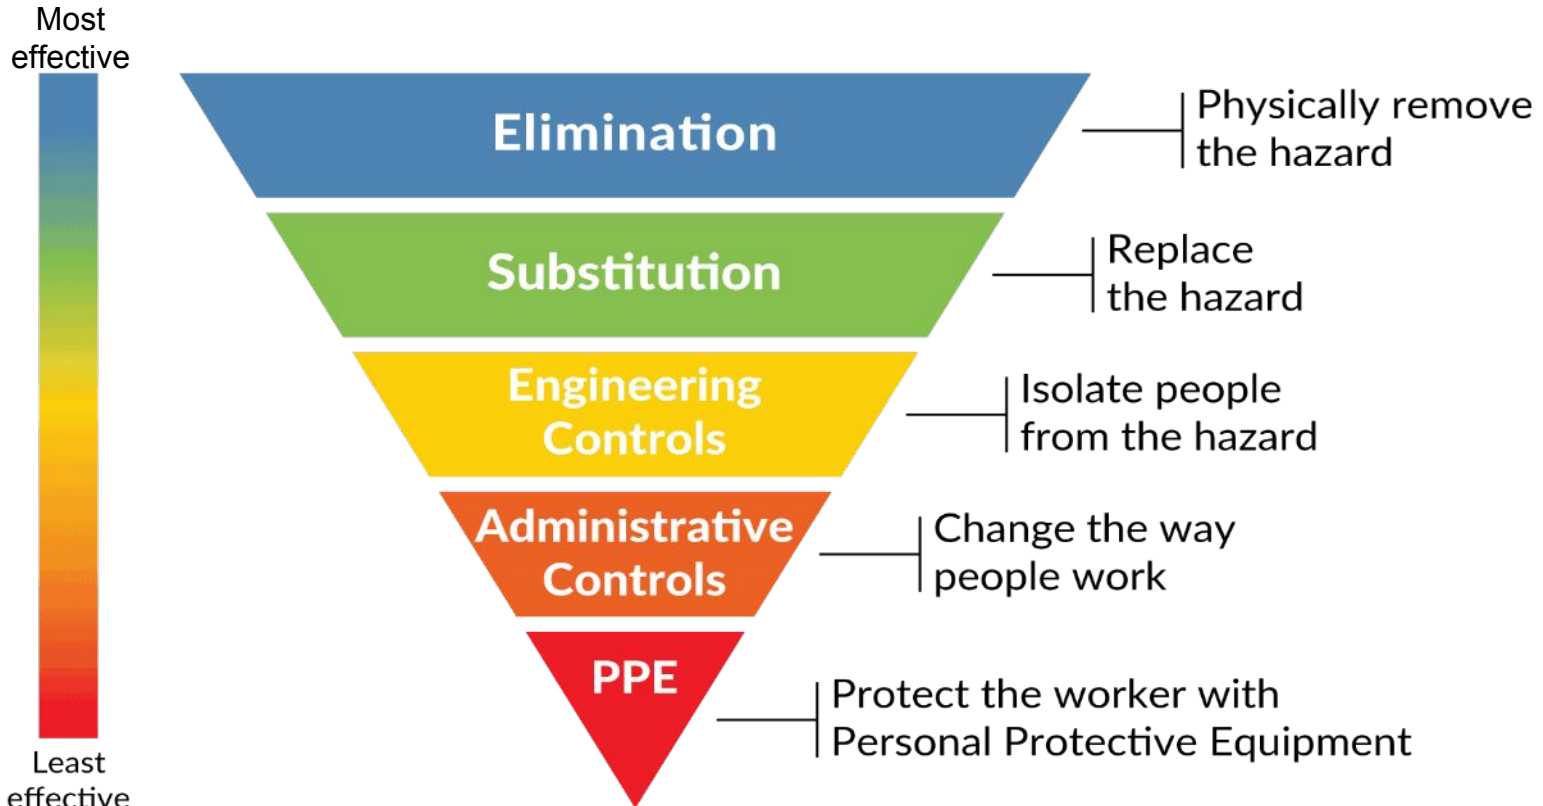 Most
effective
Elimination
Physically remove
the hazard
Substitution
Replace
the hazard
Engineering
Controls
Isolate people
from the hazard
Administrative
Controls
Change the way
people work
PPE
Protect the worker with
Personal Protective Equipment
Least
effective